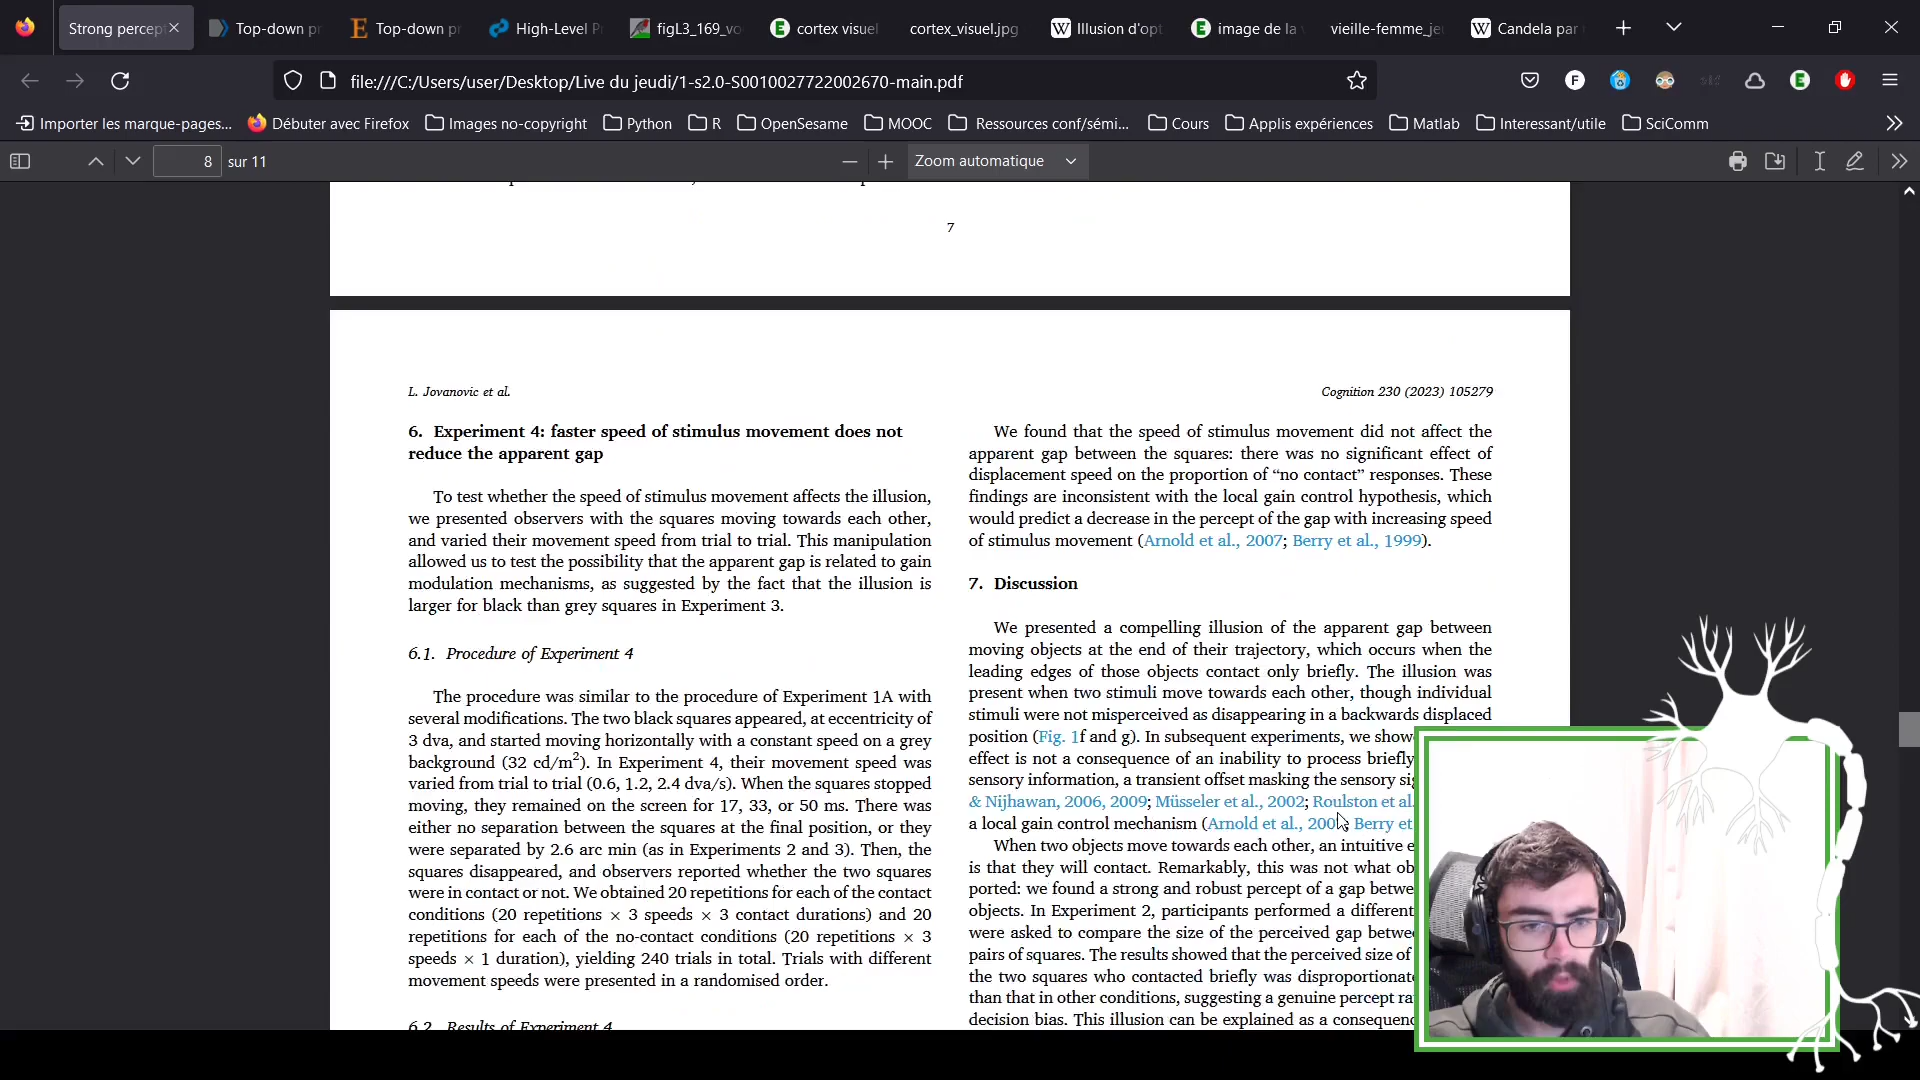 Strong percept
Top-down pr
Top-down pr
High-Level P
figL3_169_vo
cortex visuel
cortex_visuel.jpg
Illusion d'opt
image de la v
vieille-femme_je
Candela par
file:///C:/Users/user/Desktop/Live du jeudi/1-s2.0-S0010027722002670-main.pdf
Importer les marque-pages...
Débuter avec Firefox
Images no-copyright
Python
R
OpenSesame
MOOC
Ressources conf/sémi...
Cours
Applis expériences
Matlab
Interessant/utile
SciComm
8 sur 11
Zoom automatique
7
L. Jovanovic et al.
Cognition 230 (2023) 105279
6. Experiment 4: faster speed of stimulus movement does not
reduce the apparent gap
To test whether the speed of stimulus movement affects the illusion,
we presented observers with the squares moving towards each other,
and varied their movement speed from trial to trial. This manipulation
allowed us to test the possibility that the apparent gap is related to gain
modulation mechanisms, as suggested by the fact that the illusion is
larger for black than grey squares in Experiment 3.
6.1. Procedure of Experiment 4
The procedure was similar to the procedure of Experiment 1A with
several modifications. The two black squares appeared, at eccentricity of
3 dva, and started moving horizontally with a constant speed on a grey
background (32 cd/m²). In Experiment 4, their movement speed was
varied from trial to trial (0.6, 1.2, 2.4 dva/s). When the squares stopped
moving, they remained on the screen for 17, 33, or 50 ms. There was
either no separation between the squares at the final position, or they
were separated by 2.6 arc min (as in Experiments 2 and 3). Then, the
squares disappeared, and observers reported whether the two squares
were in contact or not. We obtained 20 repetitions for each of the contact
conditions (20 repetitions × 3 speeds × 3 contact durations) and 20
repetitions for each of the no-contact conditions (20 repetitions × 3
speeds × 1 duration), yielding 240 trials in total. Trials with different
movement speeds were presented in a randomised order.
6.2. Results of Experiment 4
We found that the speed of stimulus movement did not affect the
apparent gap between the squares: there was no significant effect of
displacement speed on the proportion of “no contact” responses. These
findings are inconsistent with the local gain control hypothesis, which
would predict a decrease in the percept of the gap with increasing speed
of stimulus movement (Arnold et al., 2007; Berry et al., 1999).
7. Discussion
We presented a compelling illusion of the apparent gap between
moving objects at the end of their trajectory, which occurs when the
leading edges of those objects contact only briefly. The illusion was
present when two stimuli move towards each other, though individual
stimuli were not misperceived as disappearing in a backwards displaced
position (Fig. 1f and g). In subsequent experiments, we show
effect is not a consequence of an inability to process briefly
sensory information, a transient offset masking the sensory si
& Nijhawan, 2006, 2009; Müsseler et al., 2002; Roulston et al.
a local gain control mechanism (Arnold et al., 200 ; Berry et
When two objects move towards each other, an intuitive e
is that they will contact. Remarkably, this was not what ob
ported: we found a strong and robust percept of a gap betwe
objects. In Experiment 2, participants performed a different
were asked to compare the size of the perceived gap betwe
pairs of squares. The results showed that the perceived size of
the two squares who contacted briefly was disproportionate
than that in other conditions, suggesting a genuine percept ra
decision bias. This illusion can be explained as a consequenc